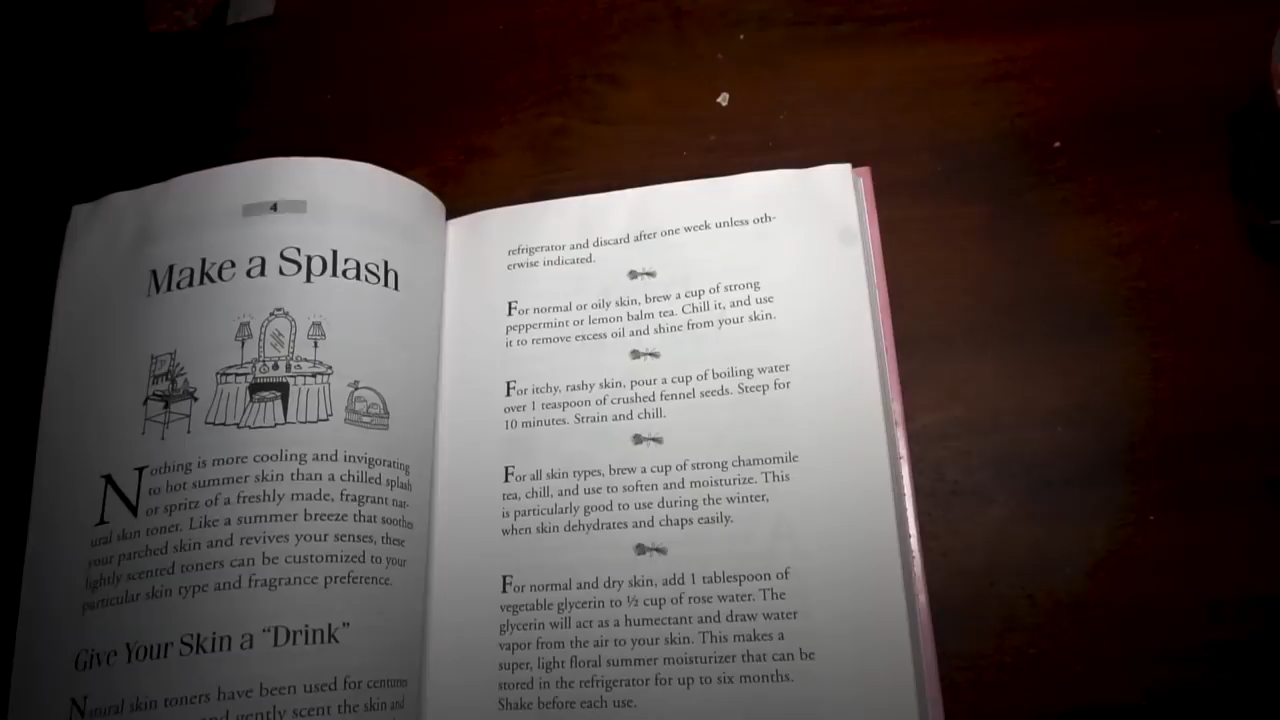 4
Make a Splash
Nothing is more cooling and invigorating
to hot summer skin than a chilled splash
or spritz of a freshly made, fragrant nat-
ural skin toner. Like a summer breeze that soothes
your parched skin and revives your senses, these
lightly scented toners can be customized to your
particular skin type and fragrance preference.
Give Your Skin a “Drink”
Natural skin toners have been used for centuries
and gently scent the skin and
refrigerator and discard after one week unless oth-
erwise indicated.
For normal or oily skin, brew a cup of strong
peppermint or lemon balm tea. Chill it, and use
it to remove excess oil and shine from your skin.
For itchy, rashy skin, pour a cup of boiling water
over 1 teaspoon of crushed fennel seeds. Steep for
10 minutes. Strain and chill.
For all skin types, brew a cup of strong chamomile
tea, chill, and use to soften and moisturize. This
is particularly good to use during the winter,
when skin dehydrates and chaps easily.
For normal and dry skin, add 1 tablespoon of
vegetable glycerin to ½ cup of rose water. The
glycerin will act as a humectant and draw water
vapor from the air to your skin. This makes a
super, light floral summer moisturizer that can be
stored in the refrigerator for up to six months.
Shake before each use.